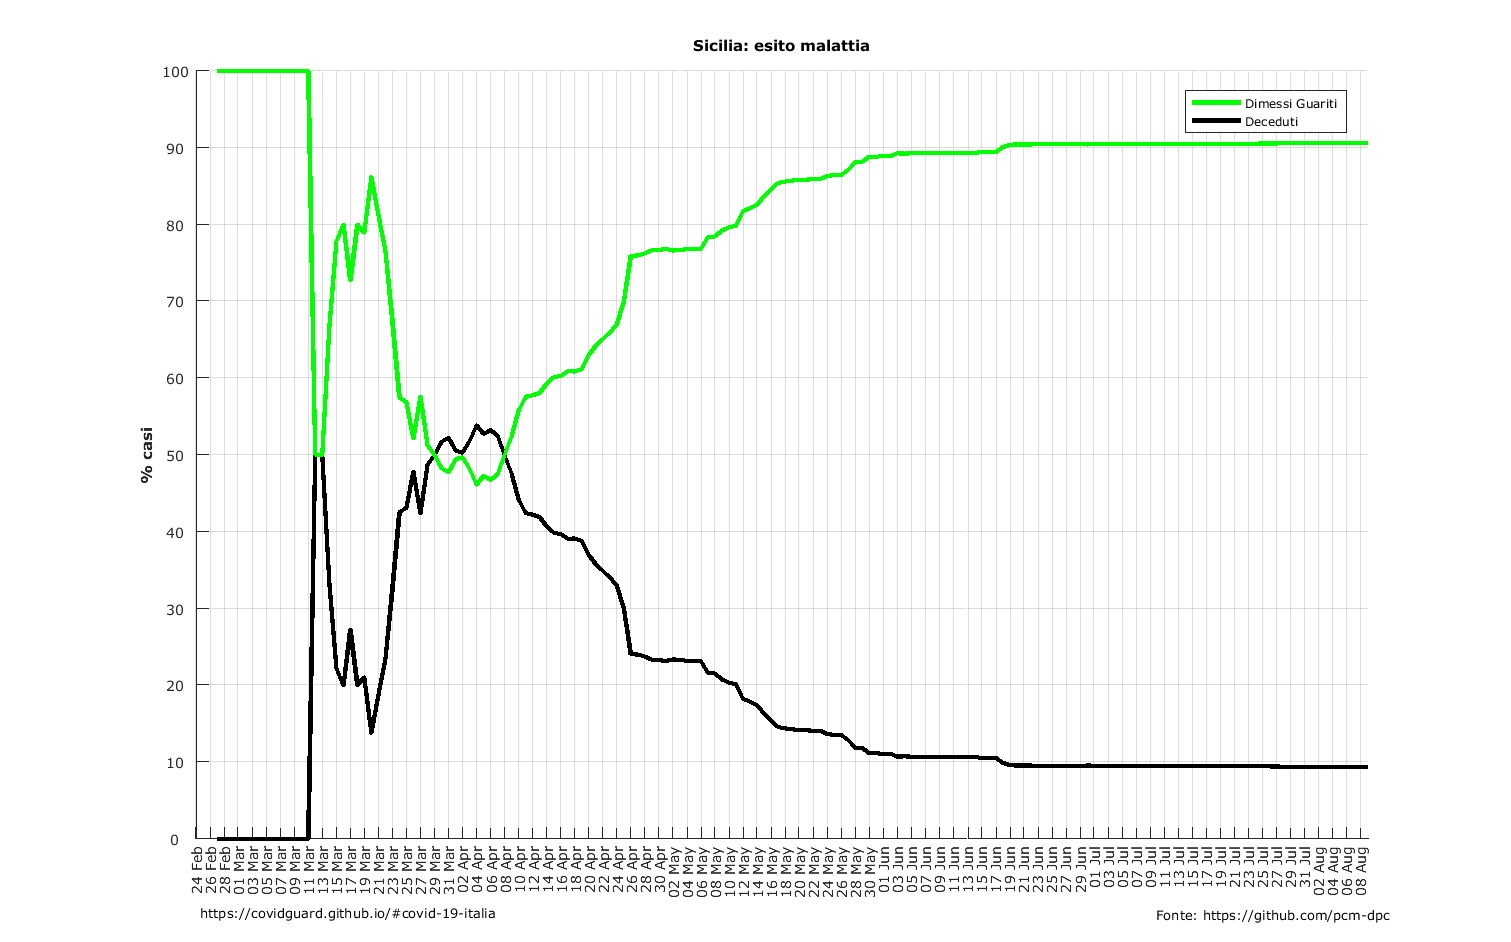 Sicilia: esito malattia
Dimessi Guariti
Deceduti
% casi
100
90
80
70
60
50
40
30
20
10
0
24 Feb
26 Feb
28 Feb
01 Mar
03 Mar
05 Mar
07 Mar
09 Mar
11 Mar
13 Mar
15 Mar
17 Mar
19 Mar
21 Mar
23 Mar
25 Mar
27 Mar
29 Mar
31 Mar
02 Apr
04 Apr
06 Apr
08 Apr
10 Apr
12 Apr
14 Apr
16 Apr
18 Apr
20 Apr
22 Apr
24 Apr
26 Apr
28 Apr
30 Apr
02 May
04 May
06 May
08 May
10 May
12 May
14 May
16 May
18 May
20 May
22 May
24 May
26 May
28 May
30 May
01 Jun
03 Jun
05 Jun
07 Jun
09 Jun
11 Jun
13 Jun
15 Jun
17 Jun
19 Jun
21 Jun
23 Jun
25 Jun
27 Jun
29 Jun
01 Jul
03 Jul
05 Jul
07 Jul
09 Jul
11 Jul
13 Jul
15 Jul
17 Jul
19 Jul
21 Jul
23 Jul
25 Jul
27 Jul
29 Jul
31 Jul
02 Aug
04 Aug
06 Aug
08 Aug
https://covidguard.github.io/#covid-19-italia
Fonte: https://github.com/pcm-dpc